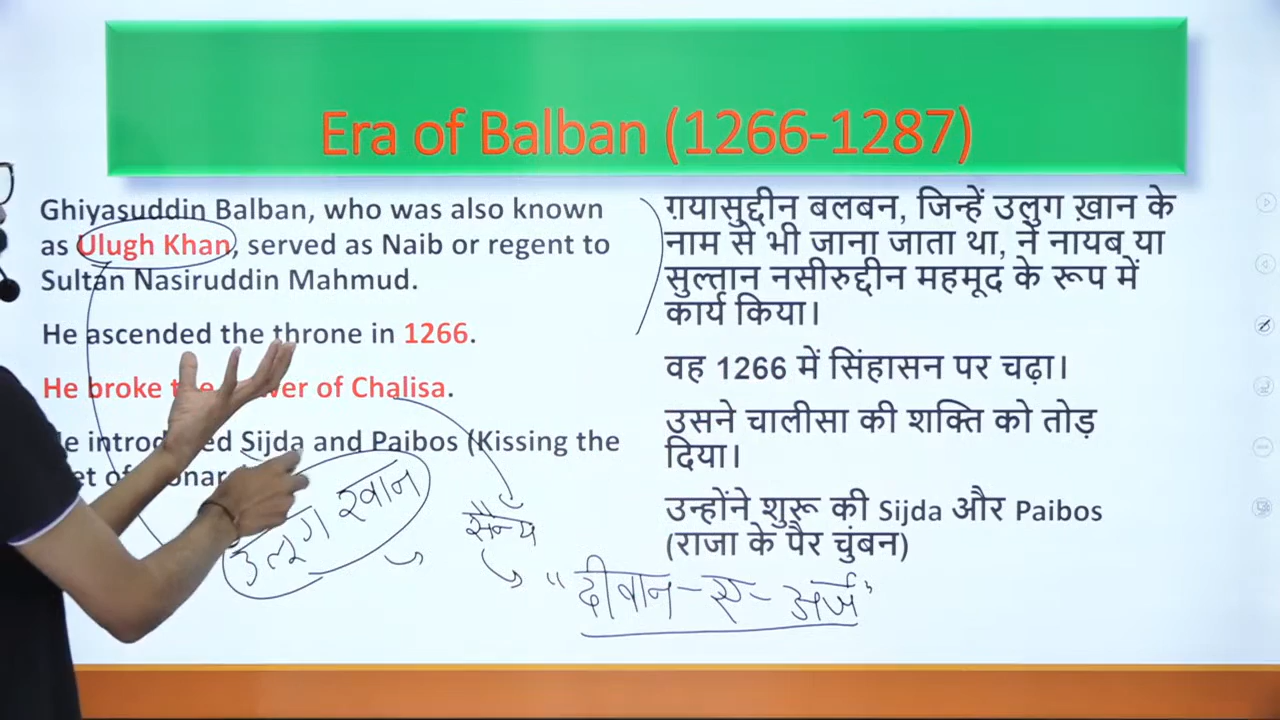 Era of Balban (1266-1287)
Ghiyasuddin Balban, who was also known
as Ulugh Khan, served as Naib or regent to
Sultan Nasiruddin Mahmud.
He ascended the throne in 1266.
He broke of Chalisa.
Sijda and Paibos (Kissing the
ग़यासुद्दीन बलबन, जिन्हें उलुग ख़ान के
नाम से भी जाना जाता था, ने नायब या
सुल्तान नसीरुद्दीन महमूद के रूप में
कार्य किया।
वह 1266 में सिंहासन पर चढ़ा।
उसने चालीसा की शक्ति को तोड़
दिया।
उन्होंने शुरू की Sijda और Paibos
(राजा के पैर चुंबन)
उलूग खान
सैन्य
"दीवान-ए-अर्ज"